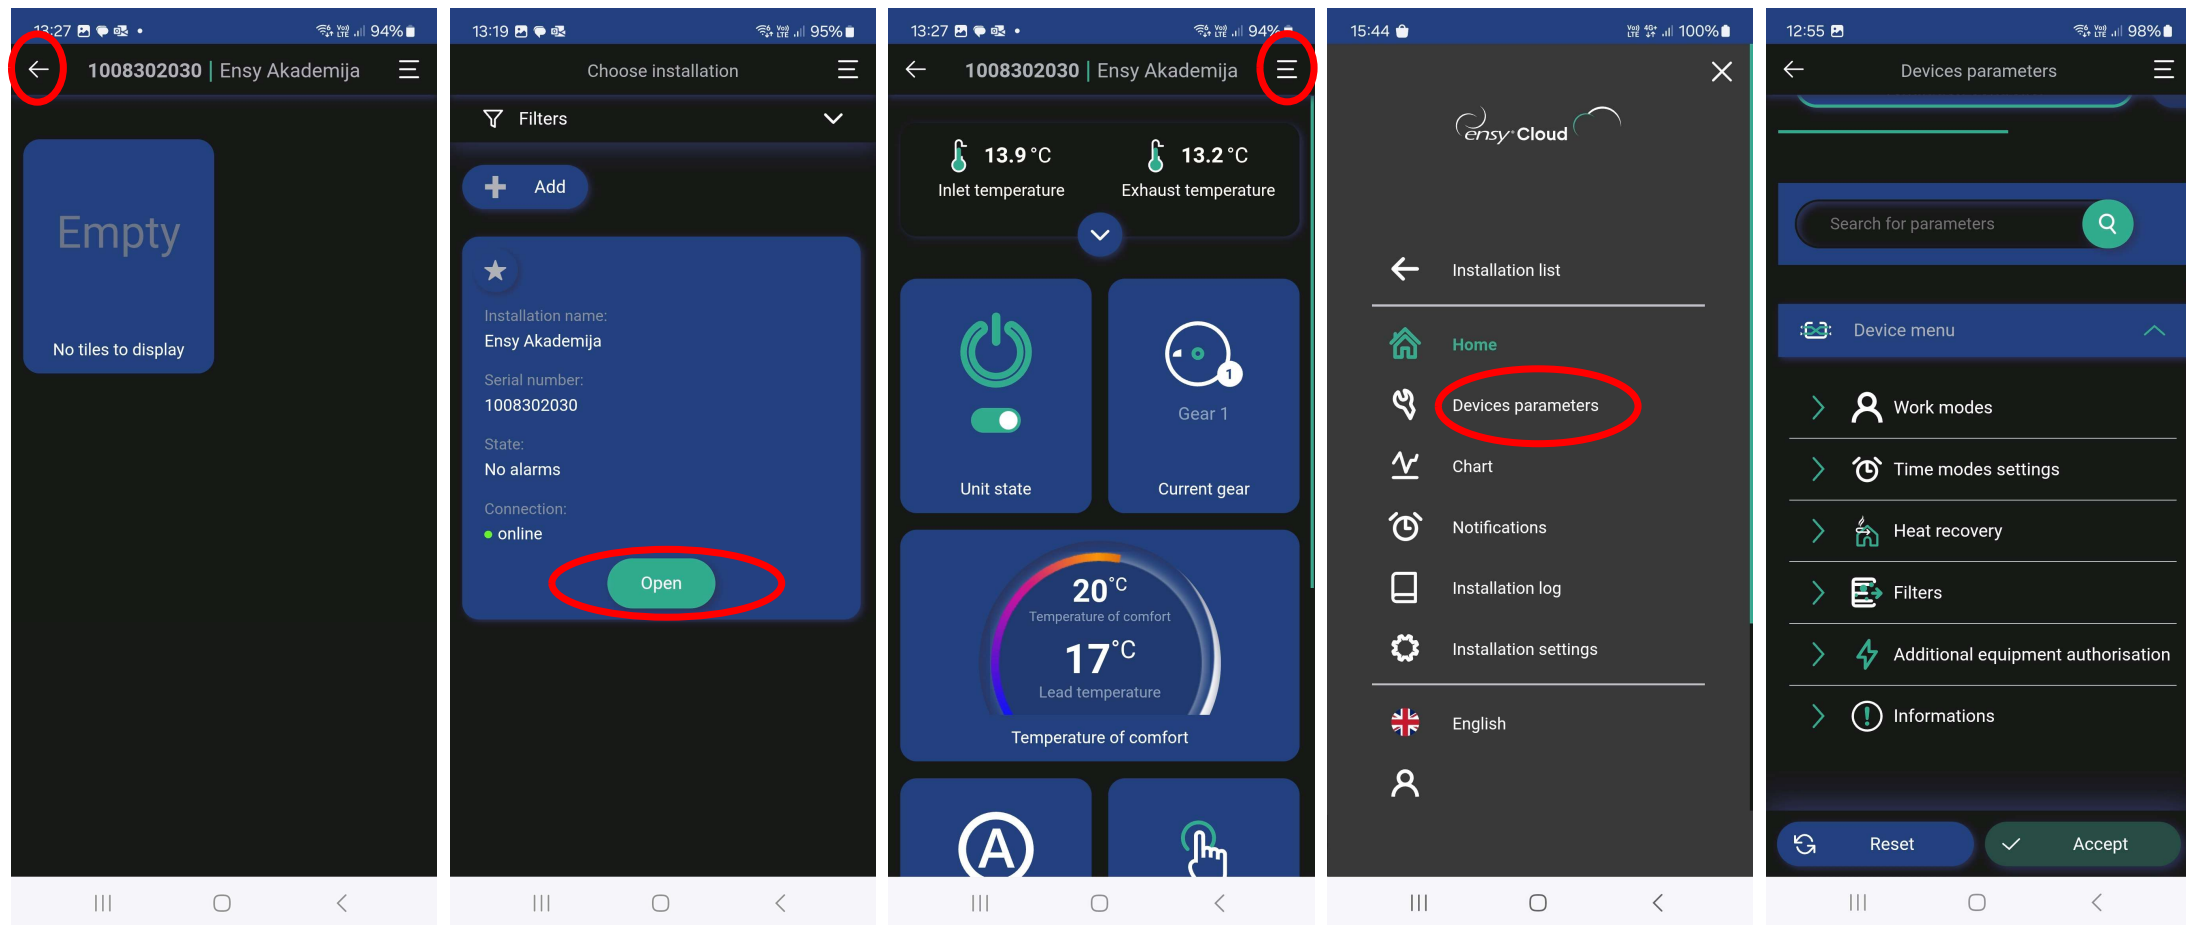 13:27
94%
1008302030 | Ensy Akademija
Empty
No tiles to display
13:19
95%
Choose installation
Filters
Add
Installation name:
Ensy Akademija
Serial number:
1008302030
State:
No alarms
Connection:
online
Open
13:27
94%
1008302030 | Ensy Akademija
13.9 °C
13.2 °C
Inlet temperature
Exhaust temperature
1
Gear 1
Unit state
Current gear
20 °C
Temperature of comfort
17 °C
Lead temperature
Temperature of comfort
A
15:44
100%
ensy Cloud
Installation list
Home
Devices parameters
Chart
Notifications
Installation log
Installation settings
English
12:55
98%
Devices parameters
Search for parameters
Device menu
Work modes
Time modes settings
Heat recovery
Filters
Additional equipment authorisation
Informations
Reset
Accept